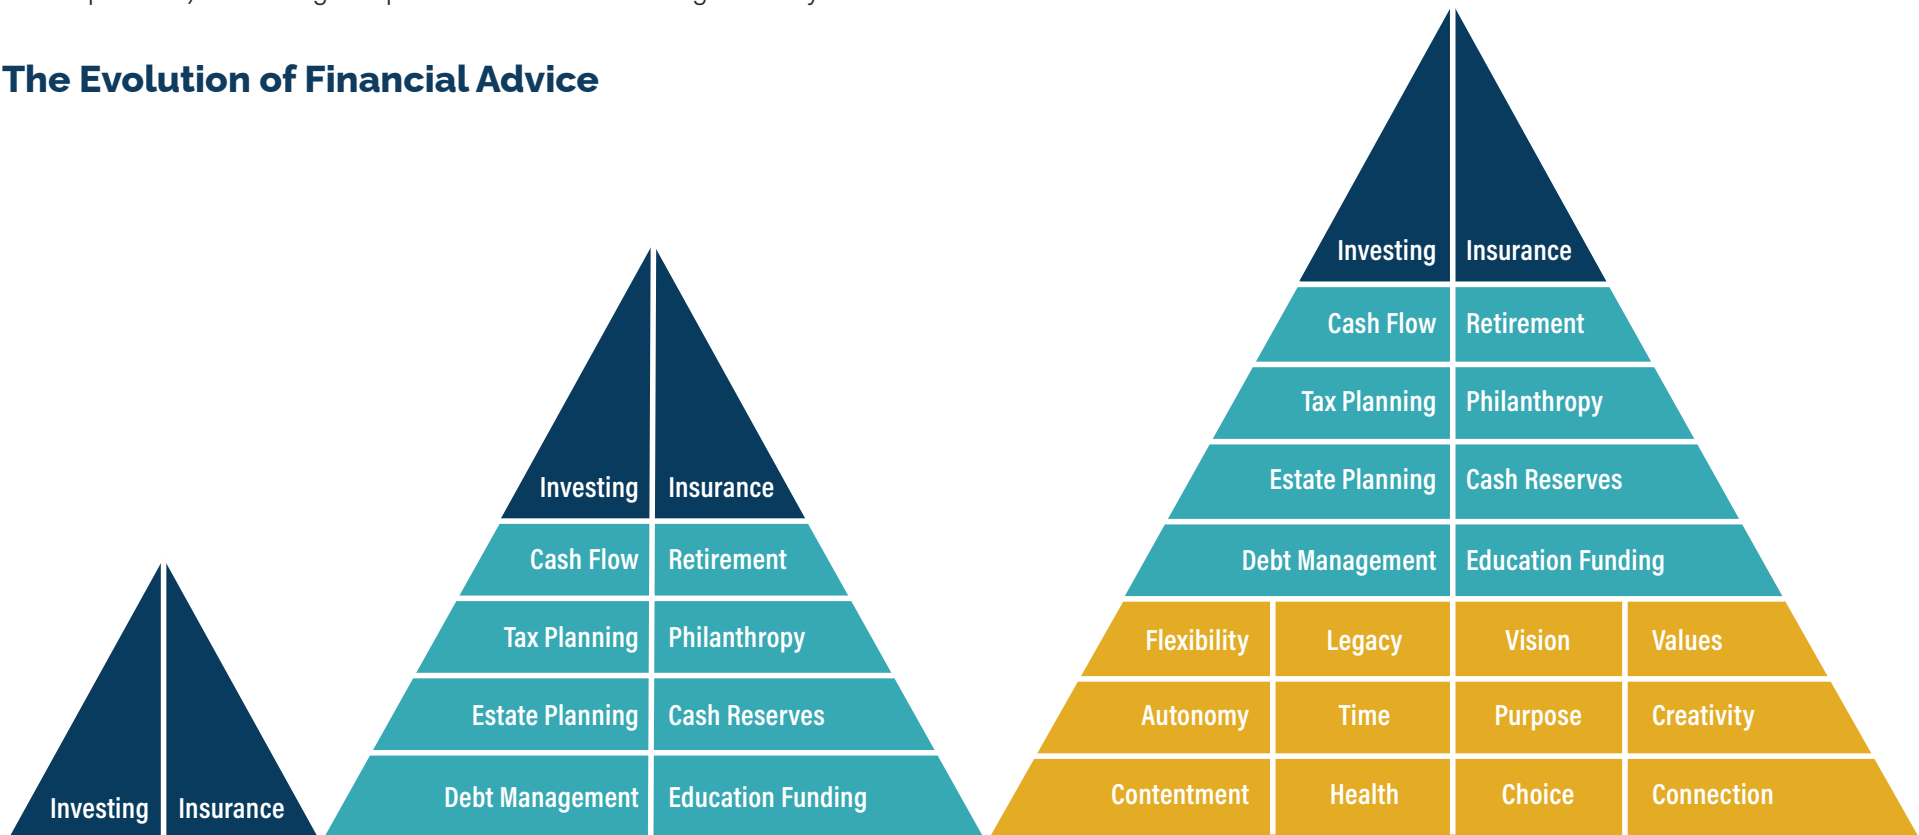 The Evolution of Financial Advice
Investing Insurance
Investing Insurance
Cash Flow Retirement
Tax Planning Philanthropy
Estate Planning Cash Reserves
Debt Management Education Funding
Investing Insurance
Cash Flow Retirement
Tax Planning Philanthropy
Estate Planning Cash Reserves
Debt Management Education Funding
Flexibility Legacy Vision Values
Autonomy Time Purpose Creativity
Contentment Health Choice Connection